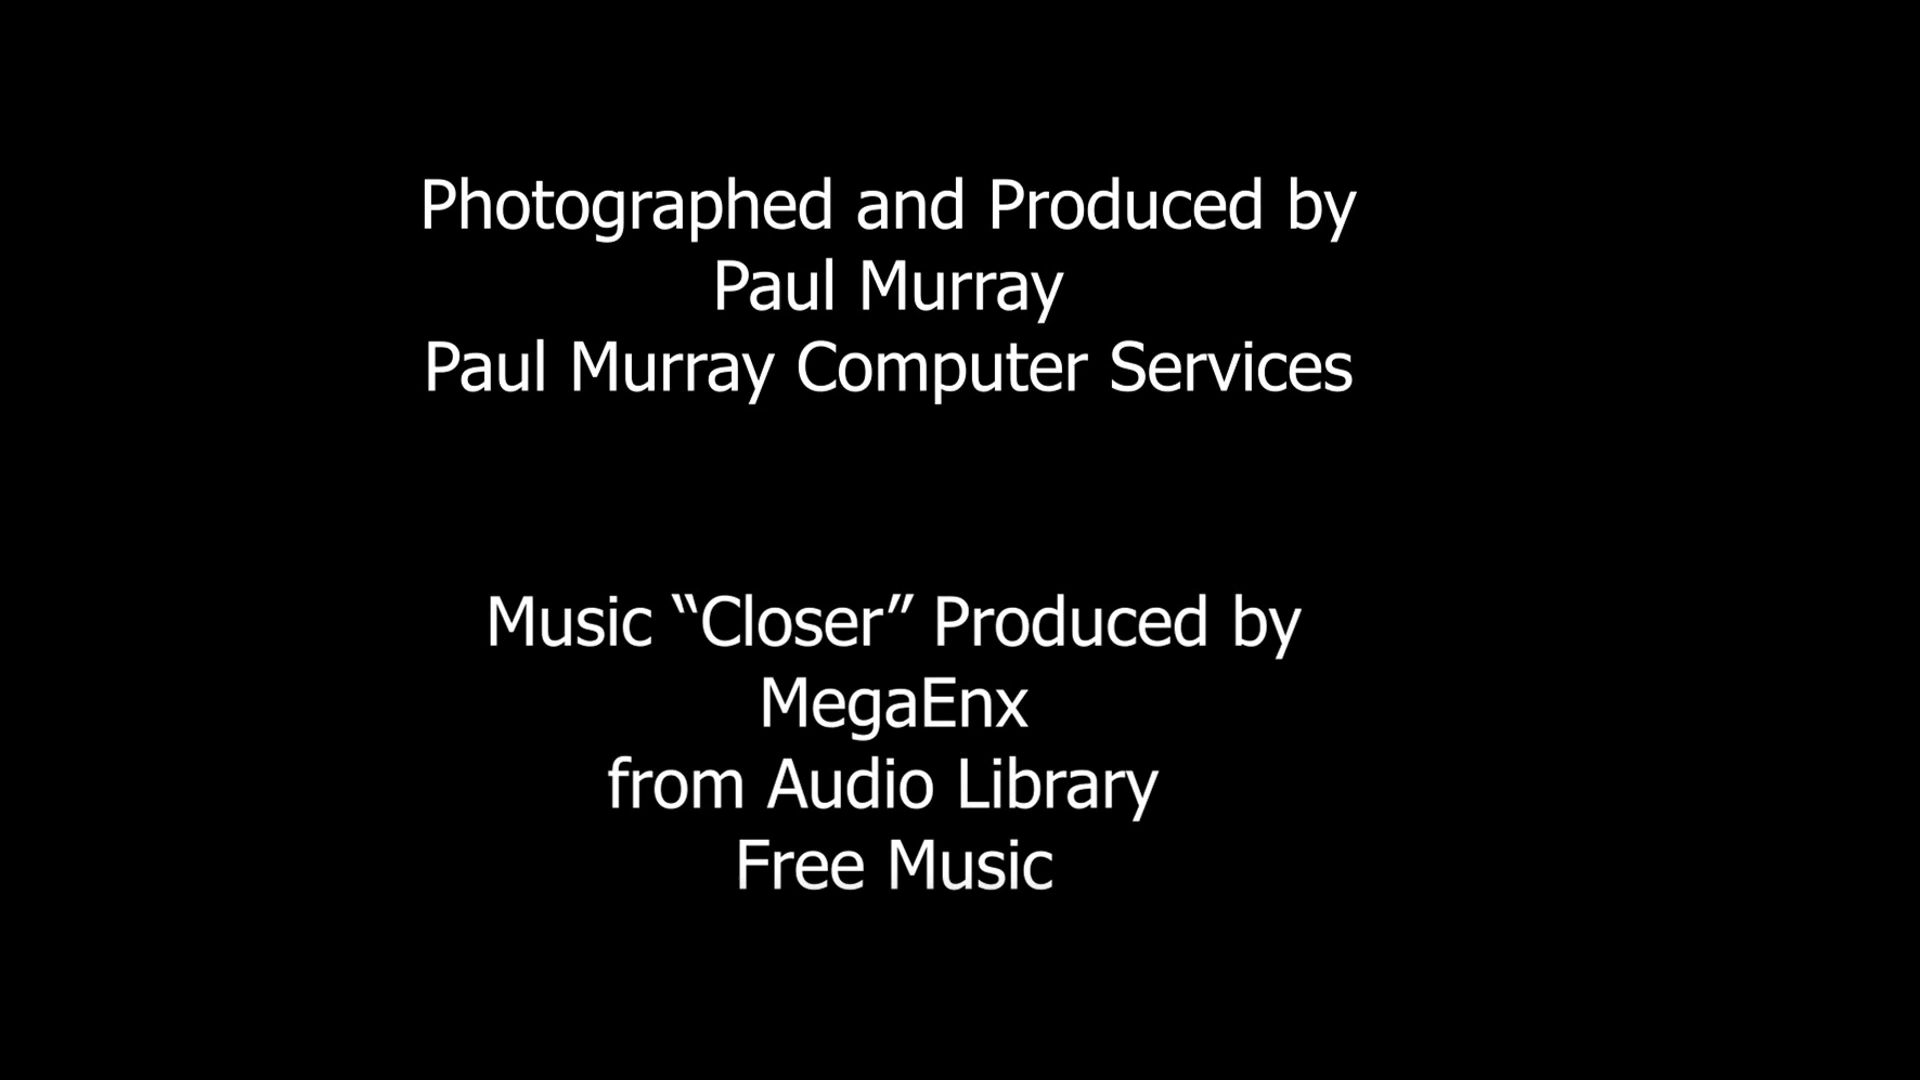 Photographed and Produced by
Paul Murray
Paul Murray Computer Services
Music “Closer” Produced by
MegaEnx
from Audio Library
Free Music